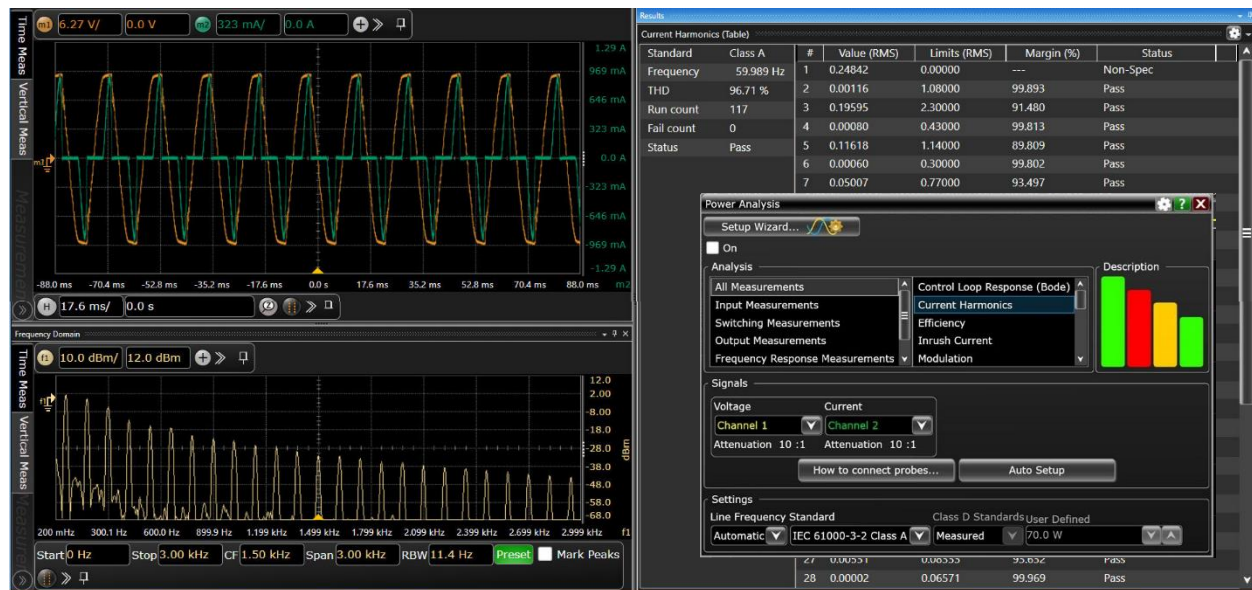 Time Meas
Vertical Meas
Measurement
m1 6.27 V/ 0.0 V m2 323 mA/ 0.0 A
1.29 A
969 mA
646 mA
323 mA
0.0 A
-323 mA
-646 mA
-969 mA
-1.29 A
m1
-88.0 ms -70.4 ms -52.8 ms -35.2 ms -17.6 ms 0.0 s 17.6 ms 35.2 ms 52.8 ms 70.4 ms 88.0 ms m2
H 17.6 ms/ 0.0 s
Frequency Domain
Time Meas
Vertical Meas
f1 10.0 dBm/ 12.0 dBm
12.0
2.00
-8.00
-18.0
-28.0
-38.0
-48.0
-58.0
-68.0
dBm
f1
200 mHz 300.1 Hz 600.0 Hz 899.9 Hz 1.199 kHz 1.499 kHz 1.799 kHz 2.099 kHz 2.399 kHz 2.699 kHz 2.999 kHz f1
Start 0 Hz Stop 3.00 kHz CF 1.50 kHz Span 3.00 kHz RBW 11.4 Hz Preset Mark Peaks
Results
Current Harmonics (Table)
Standard Class A
Frequency 59.989 Hz
THD 96.71 %
Run count 117
Fail count 0
Status Pass
# Value (RMS) Limits (RMS) Margin (%) Status
1 0.24842 0.00000 --- Non-Spec
2 0.00116 1.08000 99.893 Pass
3 0.19595 2.30000 91.480 Pass
4 0.00080 0.43000 99.813 Pass
5 0.11618 1.14000 89.809 Pass
6 0.00060 0.30000 99.802 Pass
7 0.05007 0.77000 93.497 Pass
Power Analysis
Setup Wizard...
On
Analysis
All Measurements
Input Measurements
Switching Measurements
Output Measurements
Frequency Response Measurements
Control Loop Response (Bode)
Current Harmonics
Efficiency
Inrush Current
Modulation
Description
Signals
Voltage Current
Channel 1 Channel 2
Attenuation 10 :1 Attenuation 10 :1
How to connect probes... Auto Setup
Settings
Line Frequency Standard Class D Standards User Defined
Automatic IEC 61000-3-2 Class A Measured 70.0 W
27 Pass
28 0.00002 0.06571 99.969 Pass